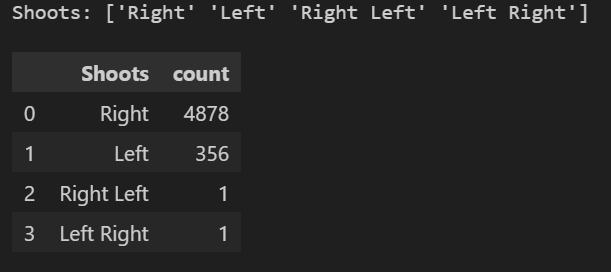 Shoots: ['Right' 'Left' 'Right Left' 'Left Right']
Shoots count
0 Right 4878
1 Left 356
2 Right Left 1
3 Left Right 1